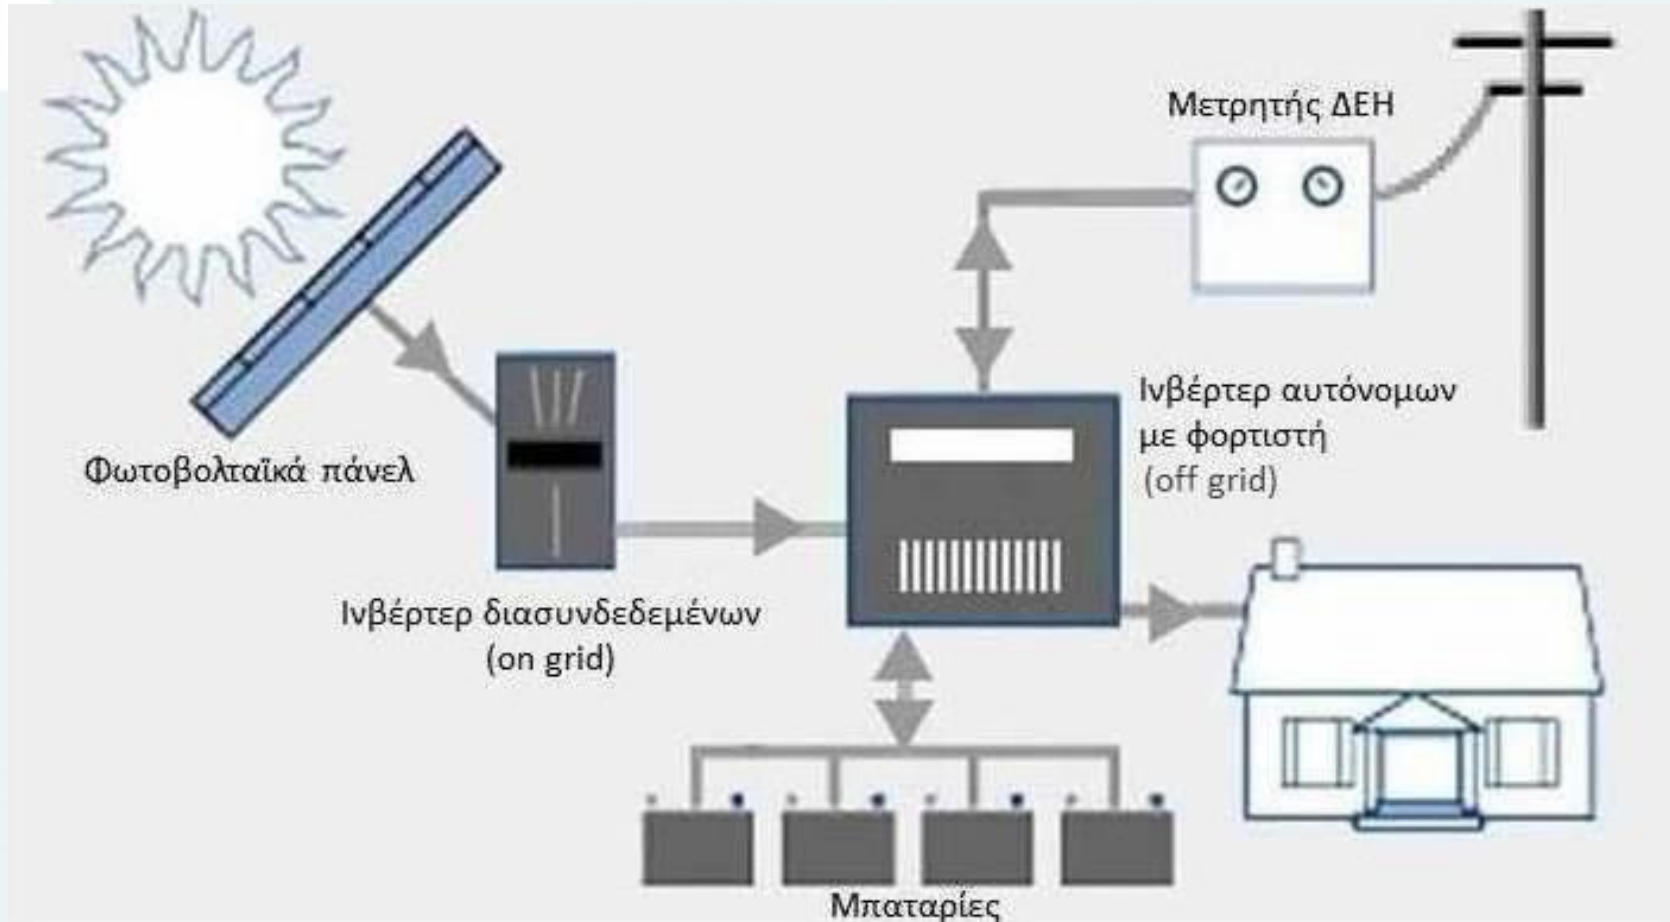 Μετρητής ΔΕΗ
Ινβέρτερ αυτόνομων
με φορτιστή
(off grid)
Φωτοβολταϊκά πάνελ
Ινβέρτερ διασυνδεδεμένων
(on grid)
Μπαταρίες